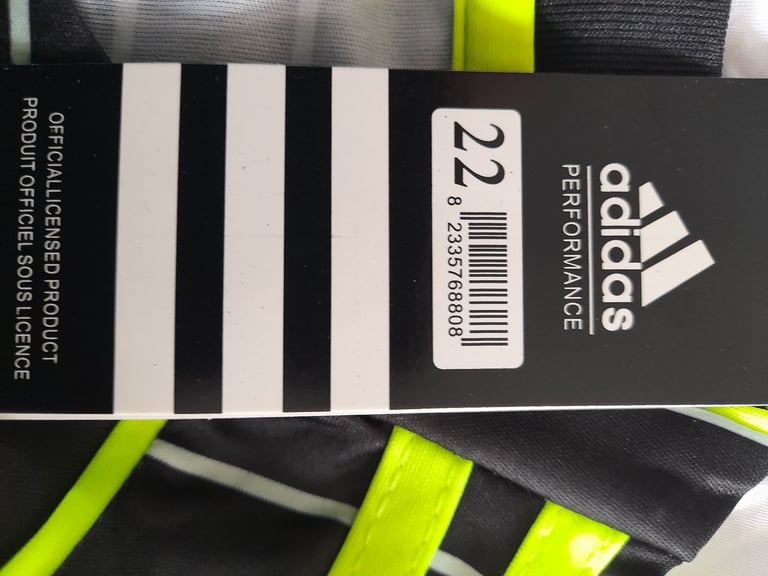 adidas
PERFORMANCE
22
8 2335768808
OFFICIALLICENSED PRODUCT
PRODUIT OFFICIEL SOUS LICENCE